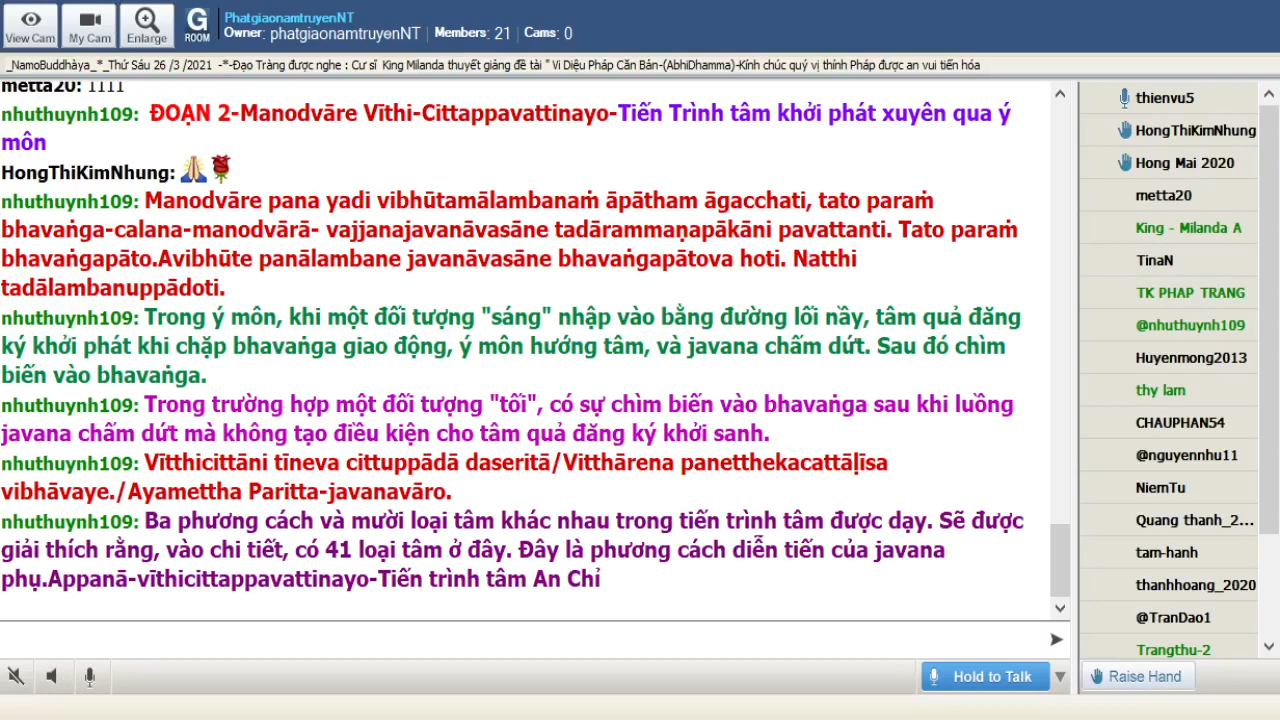 View Cam
My Cam
Enlarge
G
ROOM
PhatgiaonamtruyenNT
Owner: phatgiaonamtruyenNT | Members: 21 | Cams: 0
_NamoBuddhàya_*_Thứ Sáu 26 /3 /2021 -*-Đạo Tràng được nghe : Cư sĩ King Milanda thuyết giảng đề tài " Vi Diệu Pháp Căn Bản-(AbhiDhamma)-Kính chúc quý vị thính Pháp được an vui tiến hóa
metta20: 1111
nhuthuynh109: ĐOẠN 2-Manodvāre Vīthi-Cittappavattinayo-Tiến Trình tâm khởi phát xuyên qua ý
môn
HongThiKimNhung:
nhuthuynh109: Manodvāre pana yadi vibhūtamālambanaṁ āpātham āgacchati, tato paraṁ
bhavaṅga-calana-manodvārā- vajjanajavanāvasāne tadārammaṇapākāni pavattanti. Tato paraṁ
bhavaṅgapāto.Avibhūte panālambane javanāvasāne bhavaṅgapātova hoti. Natthi
tadālambanuppādoti.
nhuthuynh109: Trong ý môn, khi một đối tượng "sáng" nhập vào bằng đường lối nầy, tâm quả đăng
ký khởi phát khi chặp bhavaṅga giao động, ý môn hướng tâm, và javana chấm dứt. Sau đó chìm
biến vào bhavaṅga.
nhuthuynh109: Trong trường hợp một đối tượng "tối", có sự chìm biến vào bhavaṅga sau khi luồng
javana chấm dứt mà không tạo điều kiện cho tâm quả đăng ký khởi sanh.
nhuthuynh109: Vītthicittāni tīneva cittuppādā daseritā/Vitthārena panetthekacattāḷīsa
vibhāvaye./Ayamettha Paritta-javanavāro.
nhuthuynh109: Ba phương cách và mười loại tâm khác nhau trong tiến trình tâm được dạy. Sẽ được
giải thích rằng, vào chi tiết, có 41 loại tâm ở đây. Đây là phương cách diễn tiến của javana
phụ.Appanā-vīthicittappavattinayo-Tiến trình tâm An Chỉ
thienvu5
HongThiKimNhung
Hong Mai 2020
metta20
King - Milanda A
TinaN
TK PHAP TRANG
@nhuthuynh109
Huyenmong2013
thy lam
CHAUPHAN54
@nguyennhu11
NiemTu
Quang thanh_2...
tam-hanh
thanhhoang_2020
@TranDao1
Trangthu-2
Hold to Talk
Raise Hand